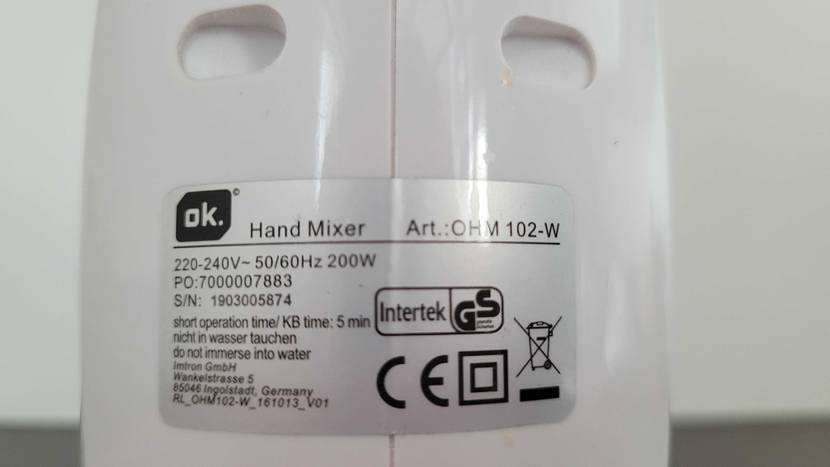 ok. ©
Hand Mixer Art.:OHM 102-W
220-240V~ 50/60Hz 200W
PO:7000007883
S/N: 1903005874
short operation time/ KB time: 5 min
nicht in wasser tauchen
do not immerse into water
Imtron GmbH
Wankelstrasse 5
85046 Ingolstadt, Germany
RL_OHM102-W_161013_V01
Intertek GS
geprüfte
Sicherheit
CE